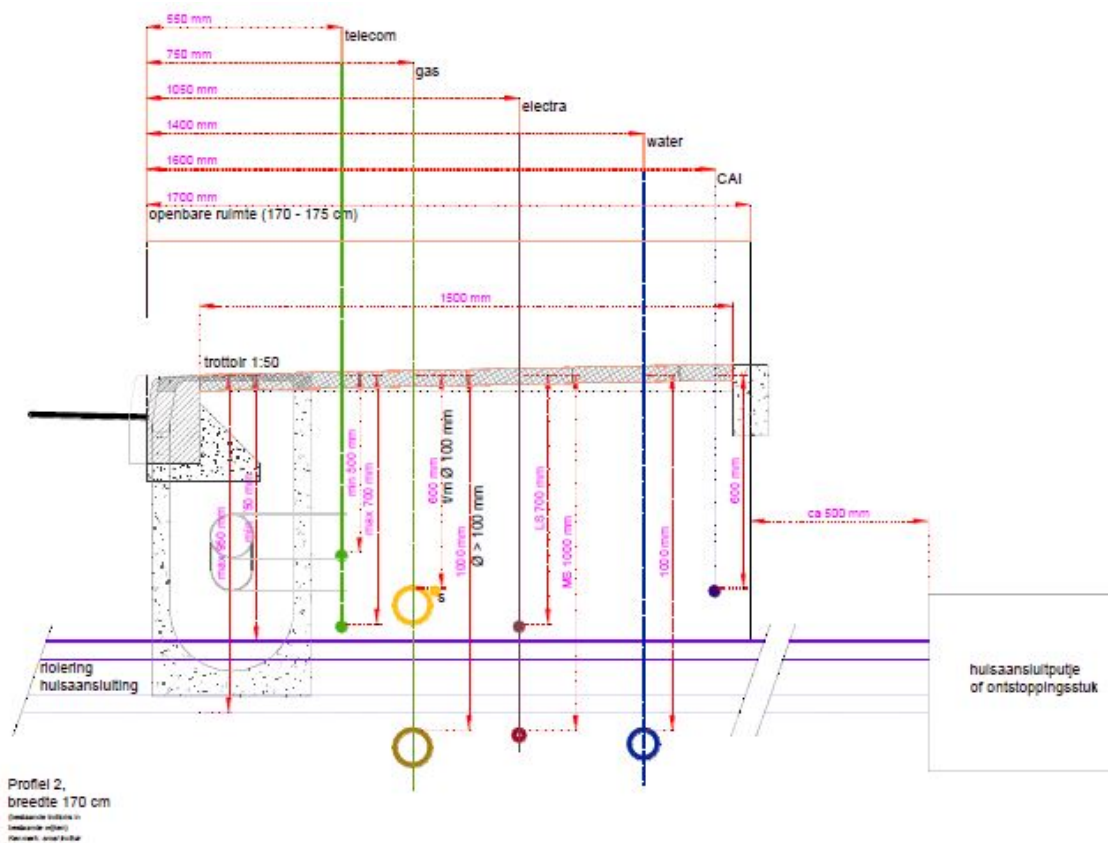 550 mm
telecom
750 mm
gas
1050 mm
electra
1400 mm
water
1600 mm
CAI
1700 mm
openbare ruimte (170 - 175 cm)
1500 mm
trottoir 1:50
max 950 mm
min 500 mm
max 700 mm
600 mm
t/m Ø 100 mm
1000 mm
Ø > 100 mm
LS 700 mm
MS 1000 mm
1000 mm
600 mm
ca 500 mm
s
riolering
huisaansluiting
huisaansluitputje
of ontstoppingsstuk
Profiel 2,
breedte 170 cm